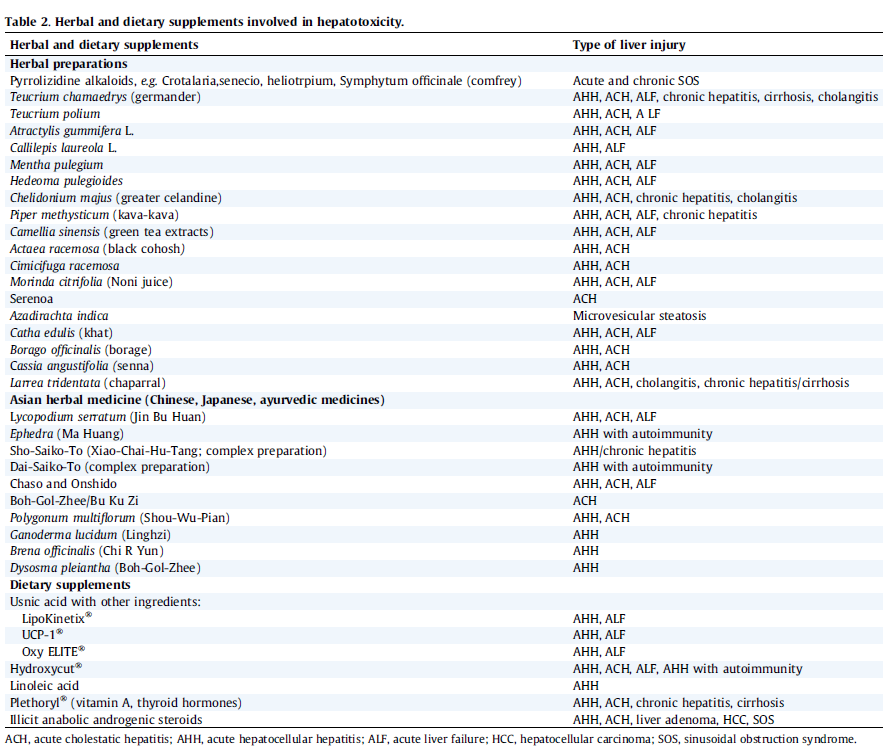 Table 2. Herbal and dietary supplements involved in hepatotoxicity.
Herbal and dietary supplements Type of liver injury
Herbal preparations
Pyrrolizidine alkaloids, e.g. Crotalaria,senecio, heliotrpium, Symphytum officinale (comfrey) Acute and chronic SOS
Teucrium chamaedrys (germander) AHH, ACH, ALF, chronic hepatitis, cirrhosis, cholangitis
Teucrium polium AHH, ACH, A LF
Atractylis gummifera L. AHH, ACH, ALF
Callilepis laureola L. AHH, ALF
Mentha pulegium AHH, ACH, ALF
Hedeoma pulegioides AHH, ACH, ALF
Chelidonium majus (greater celandine) AHH, ACH, chronic hepatitis, cholangitis
Piper methysticum (kava-kava) AHH, ACH, ALF, chronic hepatitis
Camellia sinensis (green tea extracts) AHH, ACH, ALF
Actaea racemosa (black cohosh) AHH, ACH
Cimicifuga racemosa AHH, ACH
Morinda citrifolia (Noni juice) AHH, ACH, ALF
Serenoa ACH
Azadirachta indica Microvesicular steatosis
Catha edulis (khat) AHH, ACH, ALF
Borago officinalis (borage) AHH, ACH
Cassia angustifolia (senna) AHH, ACH
Larrea tridentata (chaparral) AHH, ACH, cholangitis, chronic hepatitis/cirrhosis
Asian herbal medicine (Chinese, Japanese, ayurvedic medicines)
Lycopodium serratum (Jin Bu Huan) AHH, ACH, ALF
Ephedra (Ma Huang) AHH with autoimmunity
Sho-Saiko-To (Xiao-Chai-Hu-Tang; complex preparation) AHH/chronic hepatitis
Dai-Saiko-To (complex preparation) AHH with autoimmunity
Chaso and Onshido AHH, ACH, ALF
Boh-Gol-Zhee/Bu Ku Zi ACH
Polygonum multiflorum (Shou-Wu-Pian) AHH, ACH
Ganoderma lucidum (Linghzi) AHH
Brena officinalis (Chi R Yun) AHH
Dysosma pleiantha (Boh-Gol-Zhee) AHH
Dietary supplements
Usnic acid with other ingredients:
LipoKinetix® AHH, ALF
UCP-1® AHH, ALF
Oxy ELITE® AHH, ALF
Hydroxycut® AHH, ACH, ALF, AHH with autoimmunity
Linoleic acid AHH
Plethoryl® (vitamin A, thyroid hormones) AHH, ACH, chronic hepatitis, cirrhosis
Illicit anabolic androgenic steroids AHH, ACH, liver adenoma, HCC, SOS
ACH, acute cholestatic hepatitis; AHH, acute hepatocellular hepatitis; ALF, acute liver failure; HCC, hepatocellular carcinoma; SOS, sinusoidal obstruction syndrome.